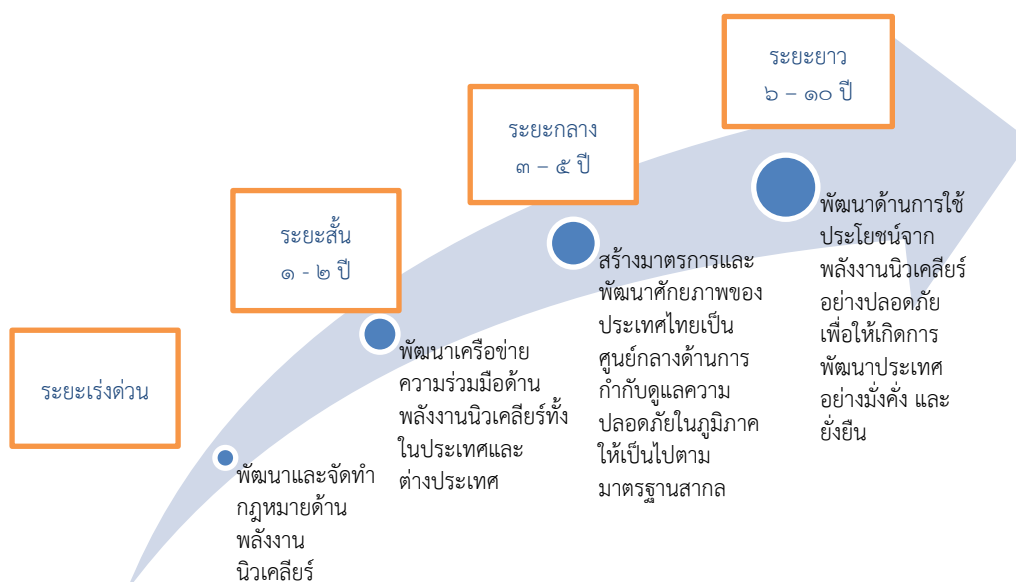 ระยะเร่งด่วน
พัฒนาและจัดทำ
กฎหมายด้าน
พลังงาน
นิวเคลียร์
ระยะสั้น
๑ - ๒ ปี
พัฒนาเครือข่าย
ความร่วมมือด้าน
พลังงานนิวเคลียร์ทั้ง
ในประเทศและ
ต่างประเทศ
ระยะกลาง
๓ – ๕ ปี
สร้างมาตรการและ
พัฒนาศักยภาพของ
ประเทศไทยเป็น
ศูนย์กลางด้านการ
กำกับดูแลความ
ปลอดภัยในภูมิภาค
ให้เป็นไปตาม
มาตรฐานสากล
ระยะยาว
๖ – ๑๐ ปี
พัฒนาด้านการใช้
ประโยชน์จาก
พลังงานนิวเคลียร์
อย่างปลอดภัย
เพื่อให้เกิดการ
พัฒนาประเทศ
อย่างมั่งคั่ง และ
ยั่งยืน